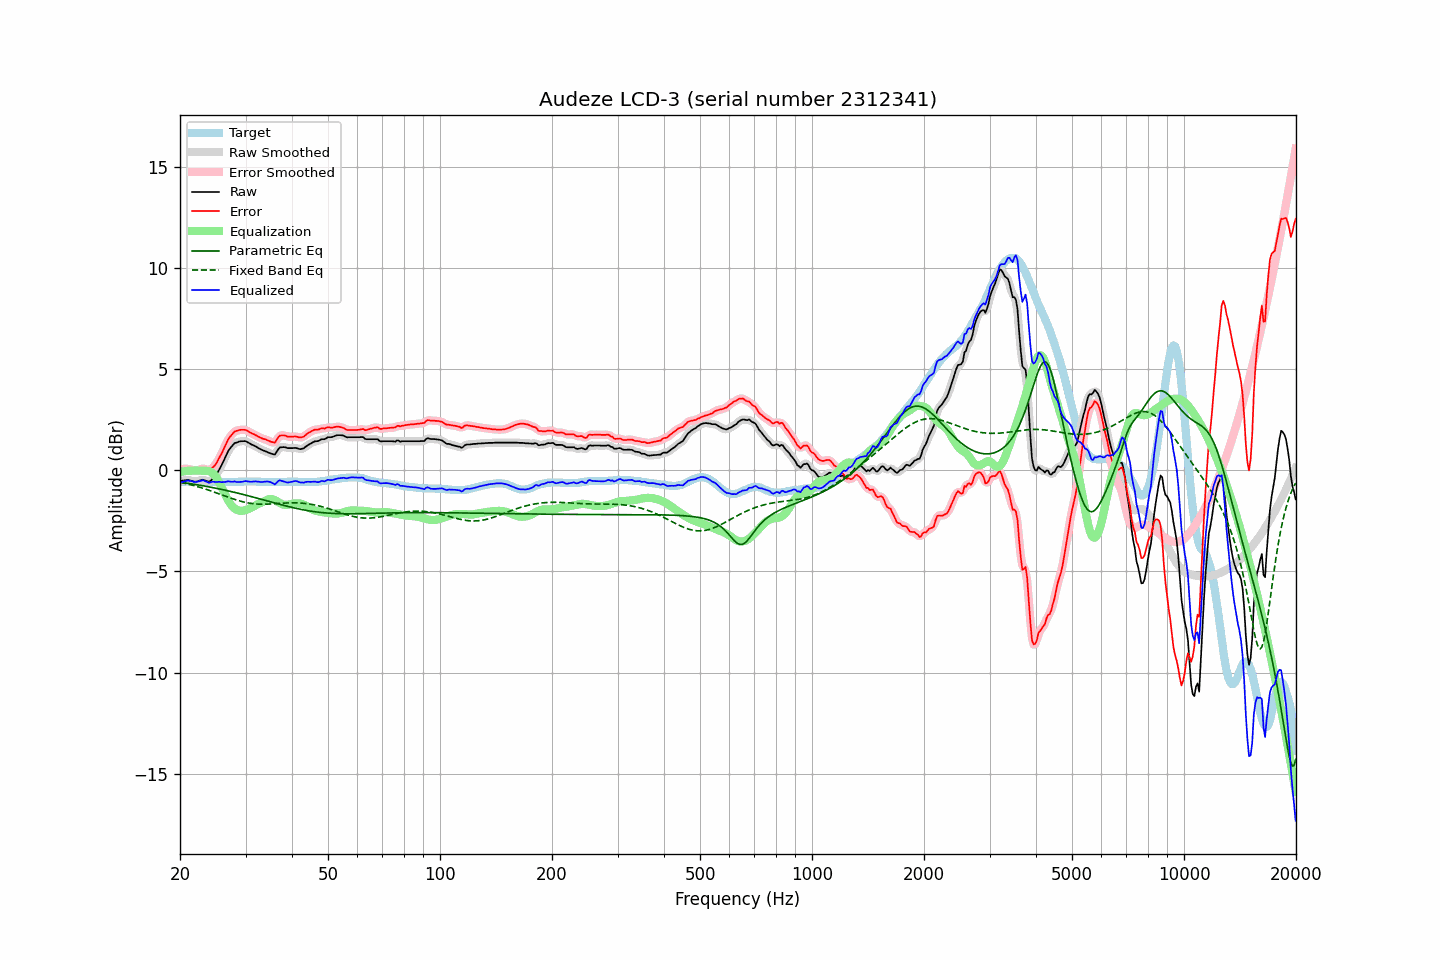 Audeze LCD-3 (serial number 2312341)
Target
Raw Smoothed
Error Smoothed
Raw
Error
Equalization
Parametric Eq
Fixed Band Eq
Equalized
15
10
5
0
−5
−10
−15
Amplitude (dBr)
20 50 100 200 500 1000 2000 5000 10000 20000
Frequency (Hz)